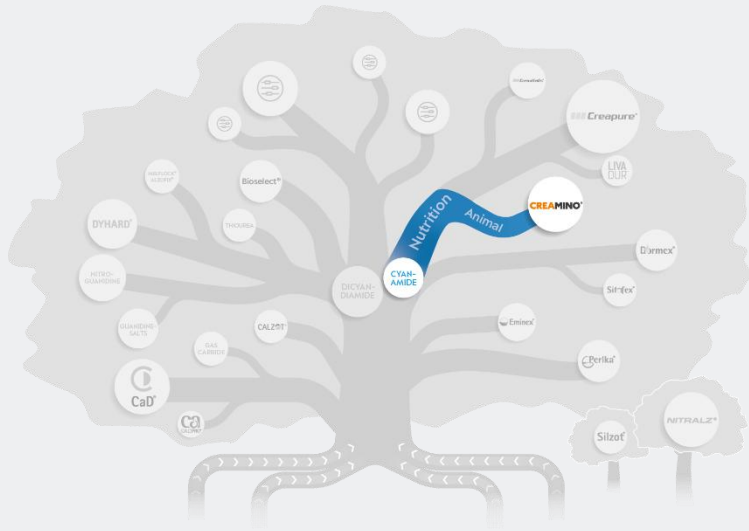 Creapure®
LIVA
DUR®
Bioselect®
THIOUREA
CREAMINO®
Nutrition
Animal
DYHARD®
NITRO-
GUANIDINE
CYAN-
AMIDE
DICYAN-
DIAMIDE
Dormex®
GUANIDINE-
SALTS
GAS
CARBIDE
Eminex®
Perlka®
CaD®
Silzot®
NITRALZ®